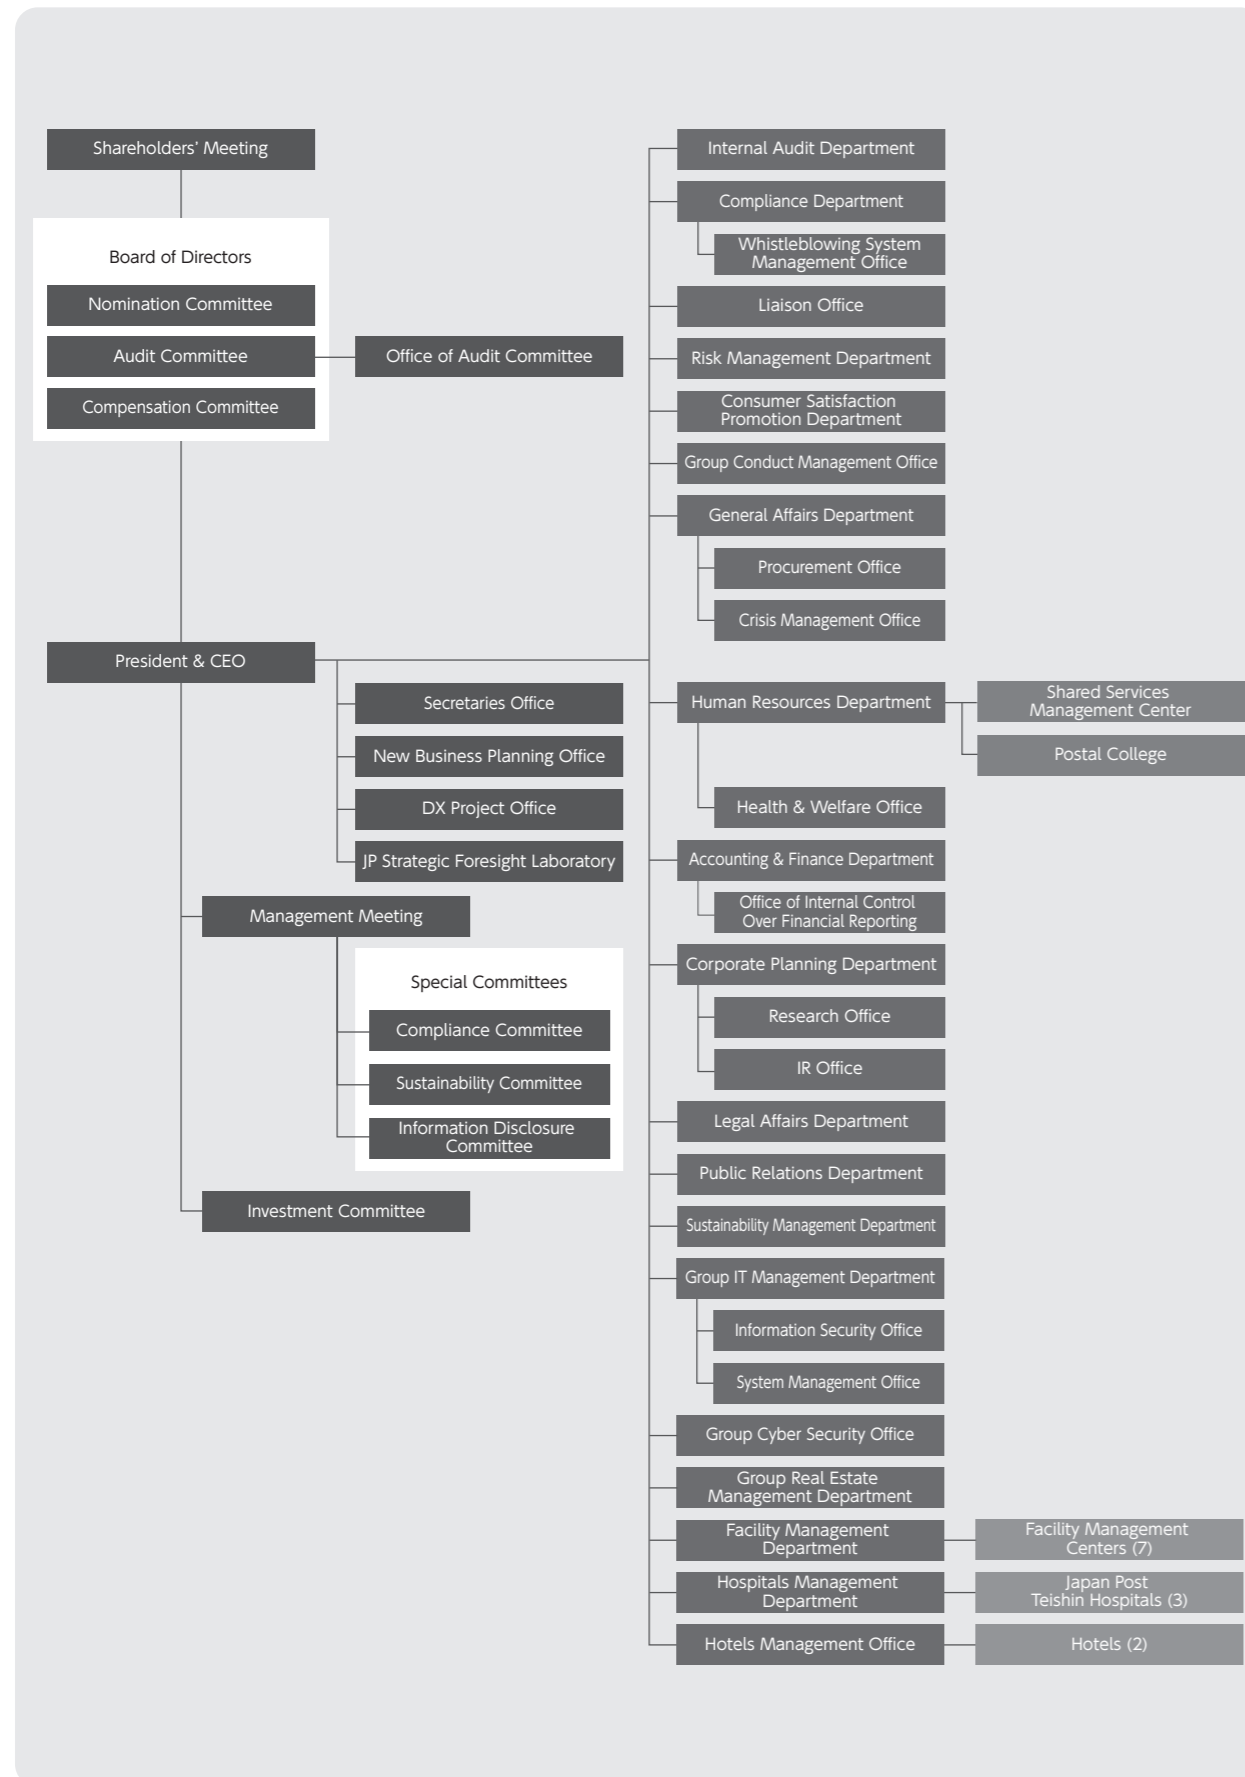 Shareholders' Meeting
Board of Directors
Nomination Committee
Audit Committee
Office of Audit Committee
Compensation Committee
President & CEO
Secretaries Office
New Business Planning Office
DX Project Office
JP Strategic Foresight Laboratory
Management Meeting
Special Committees
Compliance Committee
Sustainability Committee
Information Disclosure
Committee
Investment Committee
Internal Audit Department
Compliance Department
Whistleblowing System
Management Office
Liaison Office
Risk Management Department
Consumer Satisfaction
Promotion Department
Group Conduct Management Office
General Affairs Department
Procurement Office
Crisis Management Office
Human Resources Department
Shared Services
Management Center
Postal College
Health & Welfare Office
Accounting & Finance Department
Office of Internal Control
Over Financial Reporting
Corporate Planning Department
Research Office
IR Office
Legal Affairs Department
Public Relations Department
Sustainability Management Department
Group IT Management Department
Information Security Office
System Management Office
Group Cyber Security Office
Group Real Estate
Management Department
Facility Management
Department
Facility Management
Centers (7)
Hospitals Management
Department
Japan Post
Teishin Hospitals (3)
Hotels Management Office
Hotels (2)